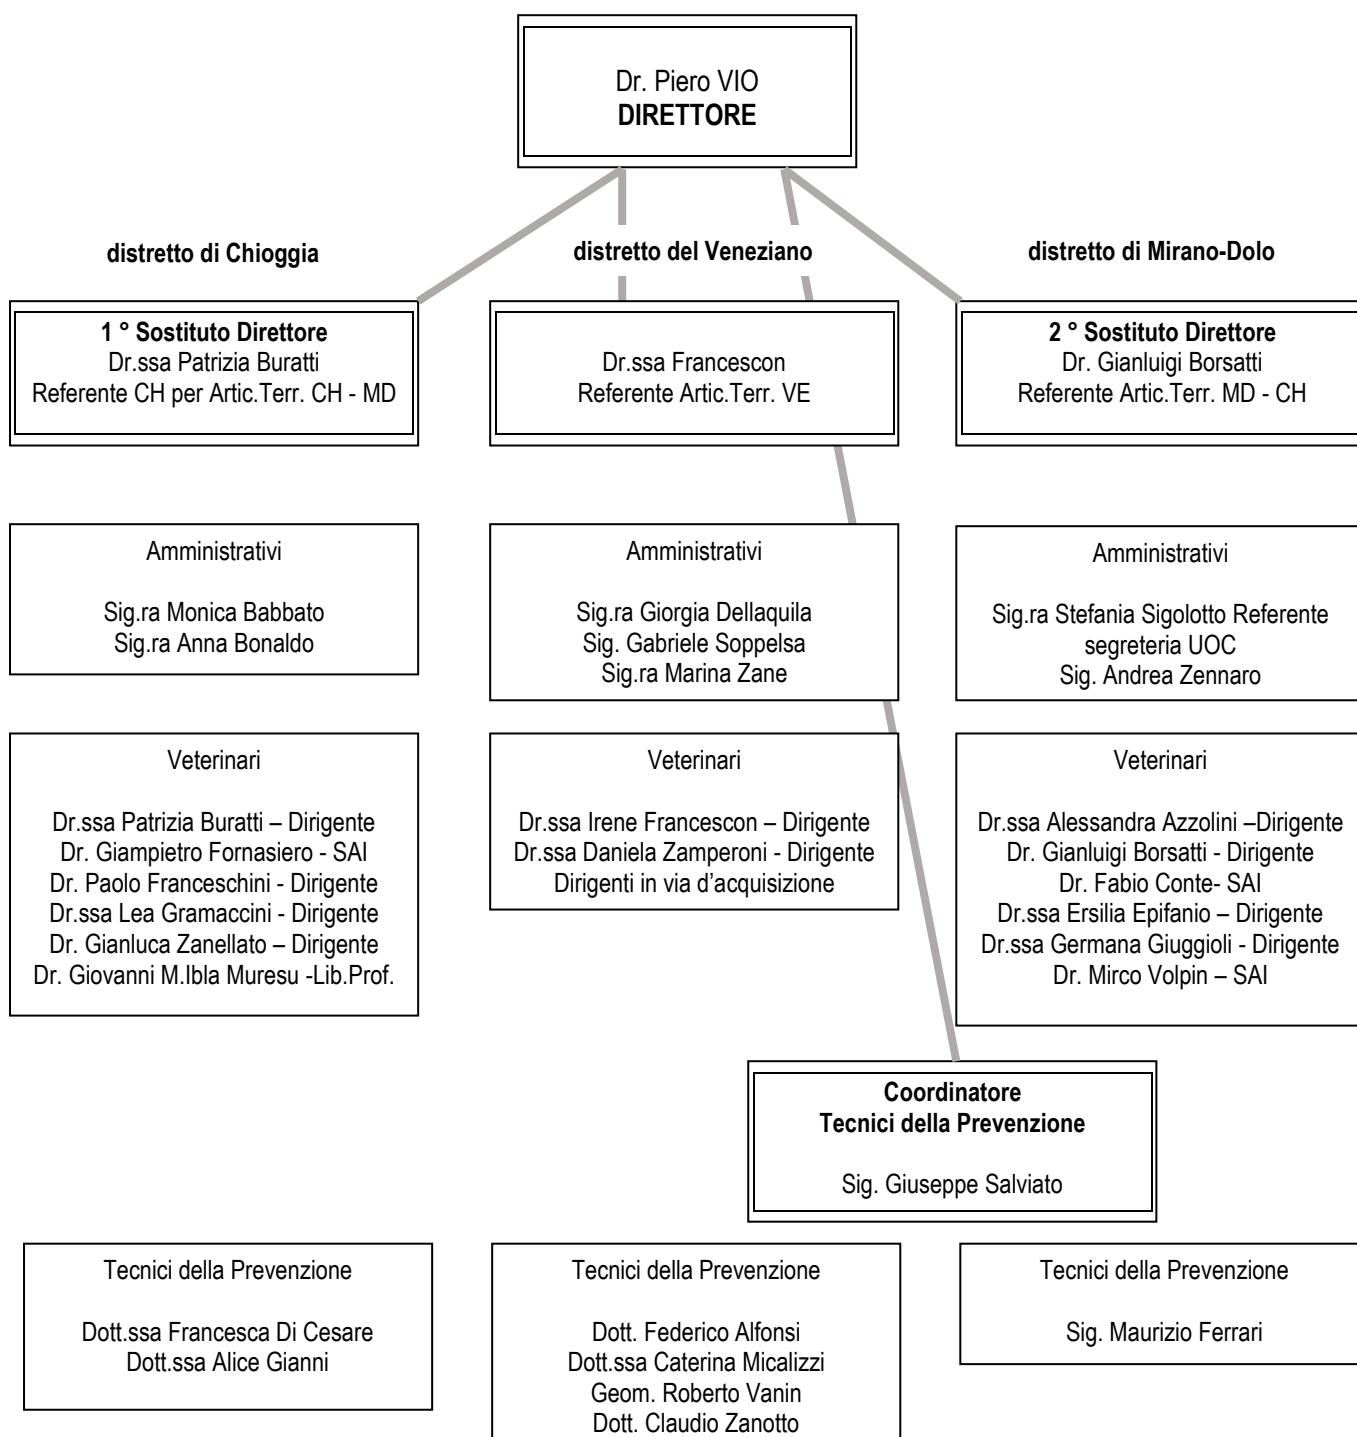 Dr. Piero VIO
DIRETTORE
distretto di Chioggia
distretto del Veneziano
distretto di Mirano-Dolo
1 ° Sostituto Direttore
Dr.ssa Patrizia Buratti
Referente CH per Artic.Terr. CH - MD
Dr.ssa Francescon
Referente Artic.Terr. VE
2 ° Sostituto Direttore
Dr. Gianluigi Borsatti
Referente Artic.Terr. MD - CH
Amministrativi
Sig.ra Monica Babbato
Sig.ra Anna Bonaldo
Amministrativi
Sig.ra Giorgia Dellaquila
Sig. Gabriele Soppelsa
Sig.ra Marina Zane
Amministrativi
Sig.ra Stefania Sigolotto Referente
segreteria UOC
Sig. Andrea Zennaro
Veterinari
Dr.ssa Patrizia Buratti – Dirigente
Dr. Giampietro Fornasiero - SAI
Dr. Paolo Franceschini - Dirigente
Dr.ssa Lea Gramaccini - Dirigente
Dr. Gianluca Zanellato – Dirigente
Dr. Giovanni M.Ibla Muresu -Lib.Prof.
Veterinari
Dr.ssa Irene Francescon – Dirigente
Dr.ssa Daniela Zamperoni - Dirigente
Dirigenti in via d’acquisizione
Veterinari
Dr.ssa Alessandra Azzolini –Dirigente
Dr. Gianluigi Borsatti - Dirigente
Dr. Fabio Conte- SAI
Dr.ssa Ersilia Epifanio – Dirigente
Dr.ssa Germana Giuggioli - Dirigente
Dr. Mirco Volpin – SAI
Coordinatore
Tecnici della Prevenzione
Sig. Giuseppe Salviato
Tecnici della Prevenzione
Dott.ssa Francesca Di Cesare
Dott.ssa Alice Gianni
Tecnici della Prevenzione
Dott. Federico Alfonsi
Dott.ssa Caterina Micalizzi
Geom. Roberto Vanin
Dott. Claudio Zanotto
Tecnici della Prevenzione
Sig. Maurizio Ferrari